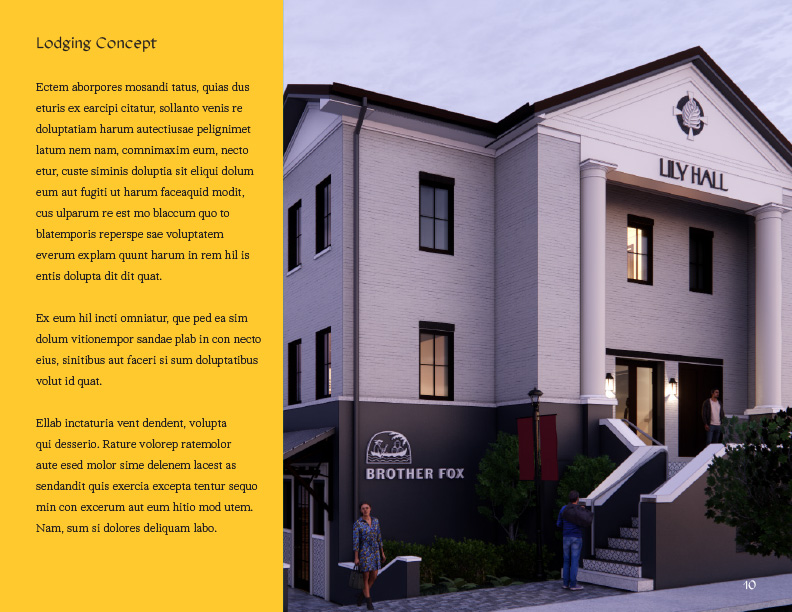 Lodging Concept
Ectem aborpores mosandi tatus, quias dus
eturis ex earcipi citatur, sollanto venis re
doluptatiam harum autectiusae pelignimet
latum nem nam, comnimaxim eum, necto
etur, custe siminis doluptia sit eliqui dolum
eum aut fugiti ut harum faceaquid modit,
cus ulparum re est mo blaccum quo to
blatemporis reperspe sae voluptatem
everum explam quunt harum in rem hil is
entis dolupta dit dit quat.
Ex eum hil incti omniatur, que ped ea sim
dolum vitionempor sandae plab in con necto
eius, sinitibus aut faceri si sum doluptatibus
volut id quat.
Ellab inctaturia vent dendent, volupta
qui desserio. Rature volorep ratemolor
aute esed molor sime delenem lacest as
sendandit quis exercia excepta tentur sequo
min con excerum aut eum hitio mod utem.
Nam, sum si dolores deliquam labo.
LILY HALL
BROTHER FOX
10